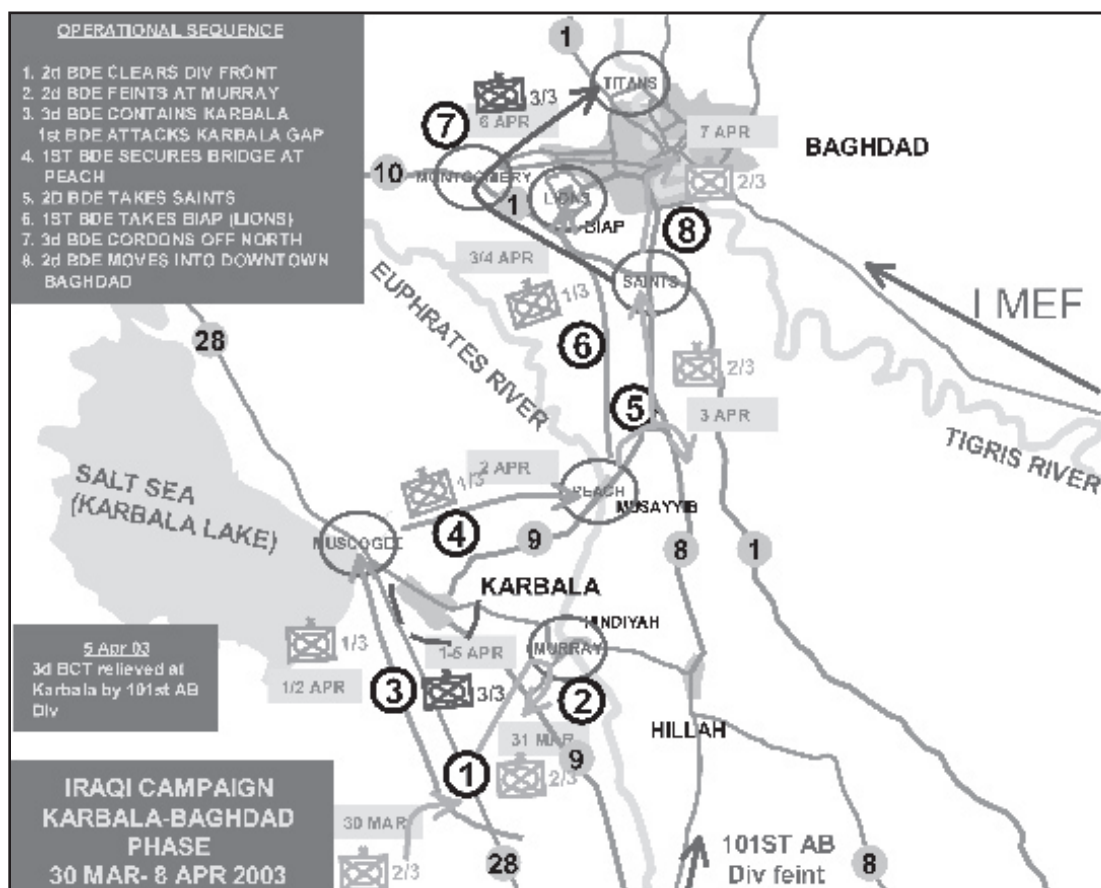 OPERATIONAL SEQUENCE
1. 2d BDE CLEARS DIV FRONT
2. 2d BDE FEINTS AT MURRAY
3. 3d BDE CONTAINS KARBALA
1st BDE ATTACKS KARBALA GAP
4. 1ST BDE SECURES BRIDGE AT
PEACH
5. 2D BDE TAKES SAINTS
6. 1ST BDE TAKES BIAP (LIONS)
7. 3d BDE CORDONS OFF NORTH
8. 2d BDE MOVES INTO DOWNTOWN
BAGHDAD
1
TITANS
3/3
6 APR
7
7 APR
BAGHDAD
10
MONTGOMERY
2/3
LIONS
1
BIAP
8
3/4 APR
SAINTS
1/3
I MEF
EUPHRATES RIVER
28
6
2/3
5
3 APR
TIGRIS RIVER
SALT SEA
(KARBALA LAKE)
2 APR
1/3
PEACH
MUSAYYIB
4
MUSCOGEE
9
8
1
KARBALA
HINDIYAH
5 Apr 03
3d BCT relieved at
Karbala by 101st AB
Div
1/3
1-5 APR
MURRAY
1/2 APR
3
3/3
2
HILLAH
31 MAR
9
1
2/3
IRAQI CAMPAIGN
KARBALA-BAGHDAD
PHASE
30 MAR- 8 APR 2003
30 MAR
2/3
28
101ST AB
Div feint
8